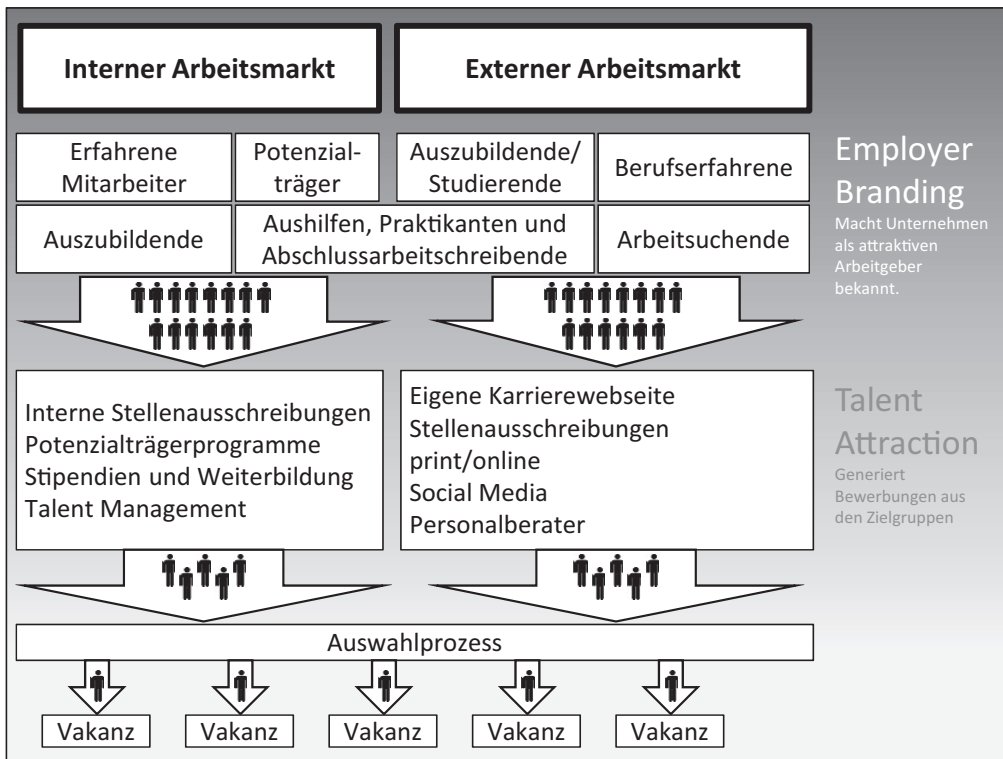 Interner Arbeitsmarkt
Externer Arbeitsmarkt
Erfahrene
Mitarbeiter
Potenzial-
träger
Auszubildende/
Studierende
Berufserfahrene
Auszubildende
Aushilfen, Praktikanten und
Abschlussarbeitschreibende
Arbeitsuchende
Employer
Branding
Macht Unternehmen
als attraktiven
Arbeitgeber
bekannt.
Interne Stellenausschreibungen
Potenzialträgerprogramme
Stipendien und Weiterbildung
Talent Management
Eigene Karrierewebseite
Stellenausschreibungen
print/online
Social Media
Personalberater
Talent
Attraction
Generiert
Bewerbungen aus
den Zielgruppen
Auswahlprozess
Vakanz
Vakanz
Vakanz
Vakanz
Vakanz